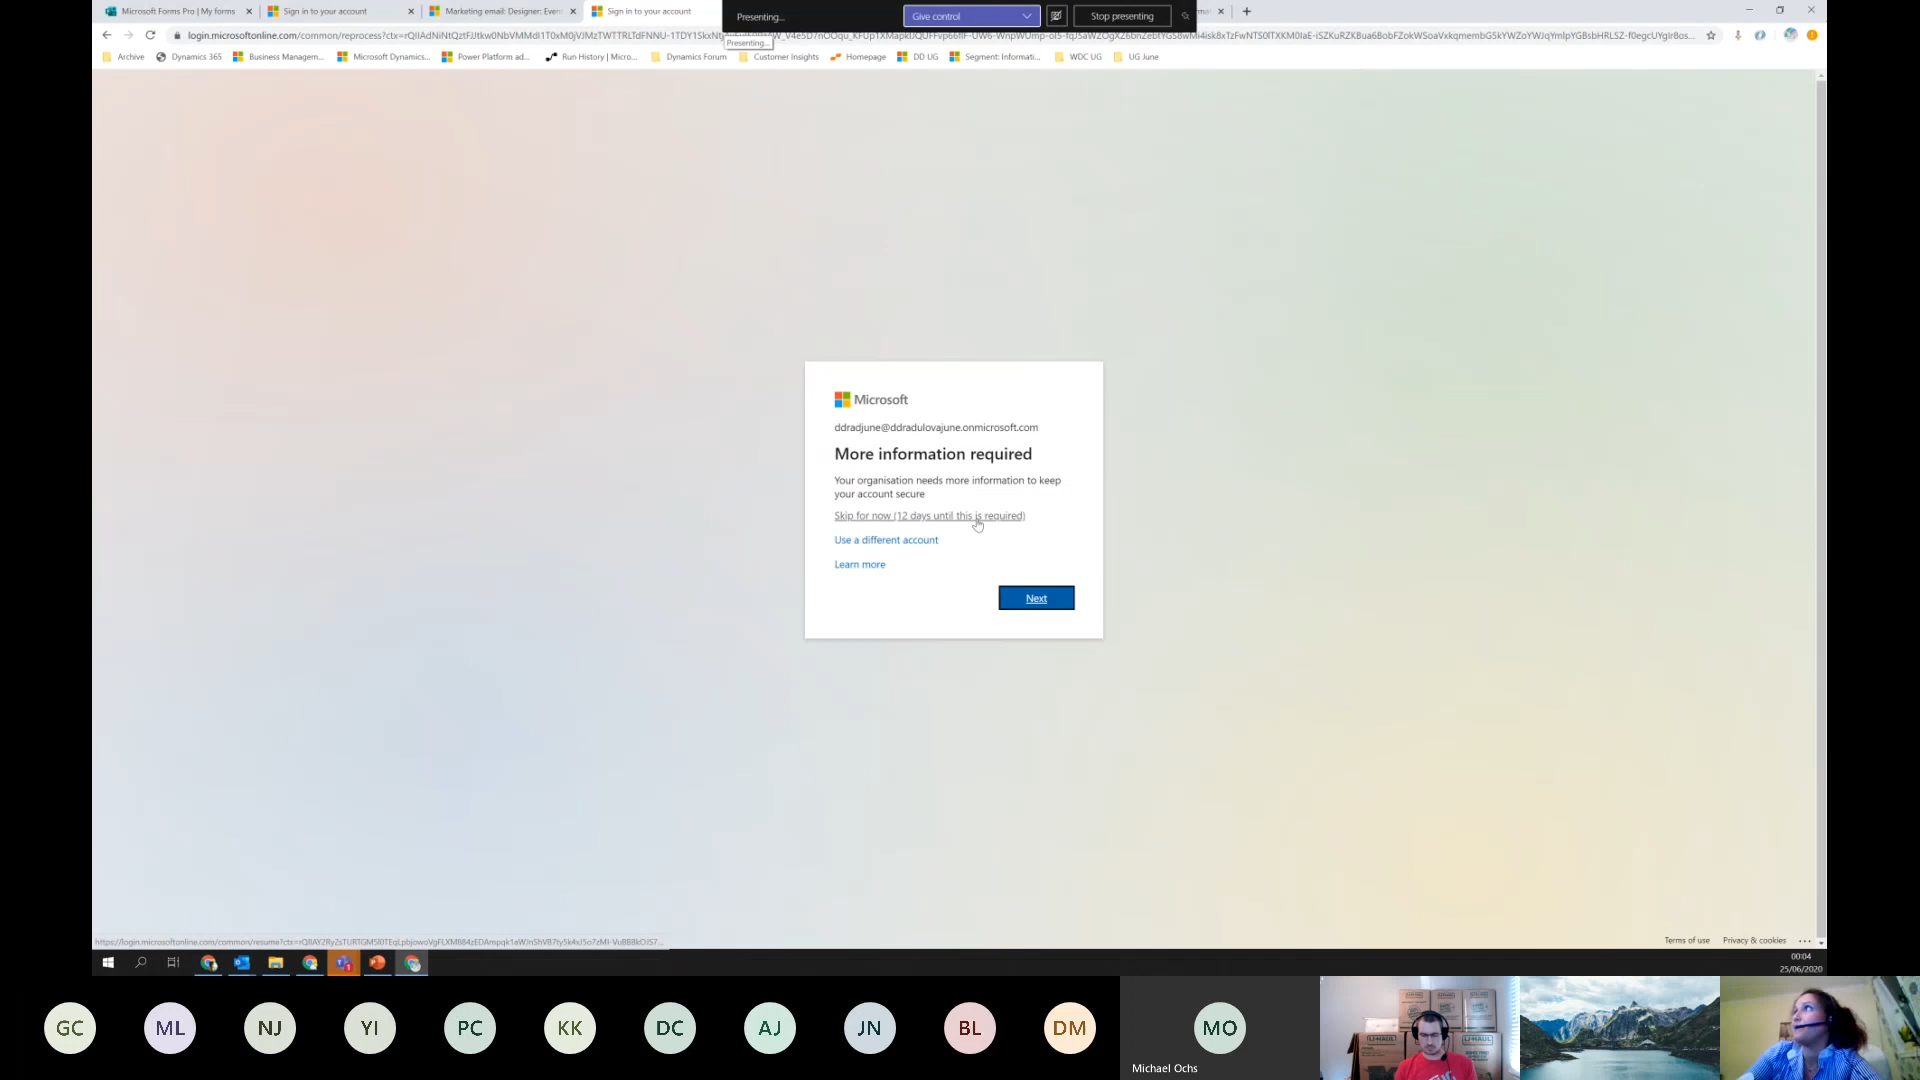 Microsoft Forms Pro | My forms
Sign in to your account
Marketing email: Designer: Even
Sign in to your account
Presenting...
Give control
Stop presenting
Presenting...
Archive
Dynamics 365
Business Managem...
Microsoft Dynamics...
Power Platform ad...
Run History | Micro...
Dynamics Forum
Customer Insights
Homepage
DD UG
Segment: Informati...
WDC UG
UG June
Microsoft
ddradjune@ddradulovajune.onmicrosoft.com
More information required
Your organisation needs more information to keep
your account secure
Skip for now (12 days until this is required)
Use a different account
Learn more
Next
Terms of use
Privacy & cookies
00:04
25/06/2020
GC
ML
NJ
YI
PC
KK
DC
AJ
JN
BL
DM
MO
Michael Ochs
U-HAUL
U-HAUL